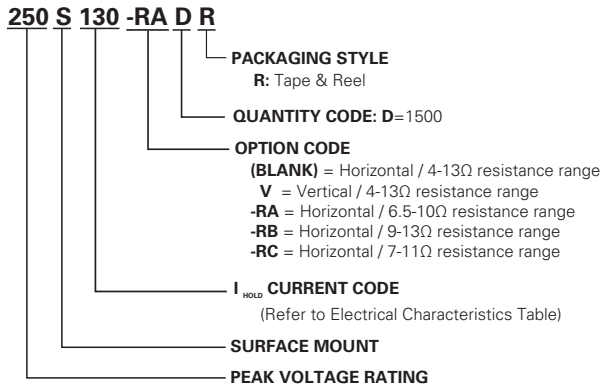 250 S 130 -RA D R
PACKAGING STYLE
R: Tape & Reel
QUANTITY CODE: D=1500
OPTION CODE
(BLANK) = Horizontal / 4-13Ω resistance range
V = Vertical / 4-13Ω resistance range
-RA = Horizontal / 6.5-10Ω resistance range
-RB = Horizontal / 9-13Ω resistance range
-RC = Horizontal / 7-11Ω resistance range
I HOLD CURRENT CODE
(Refer to Electrical Characteristics Table)
SURFACE MOUNT
PEAK VOLTAGE RATING